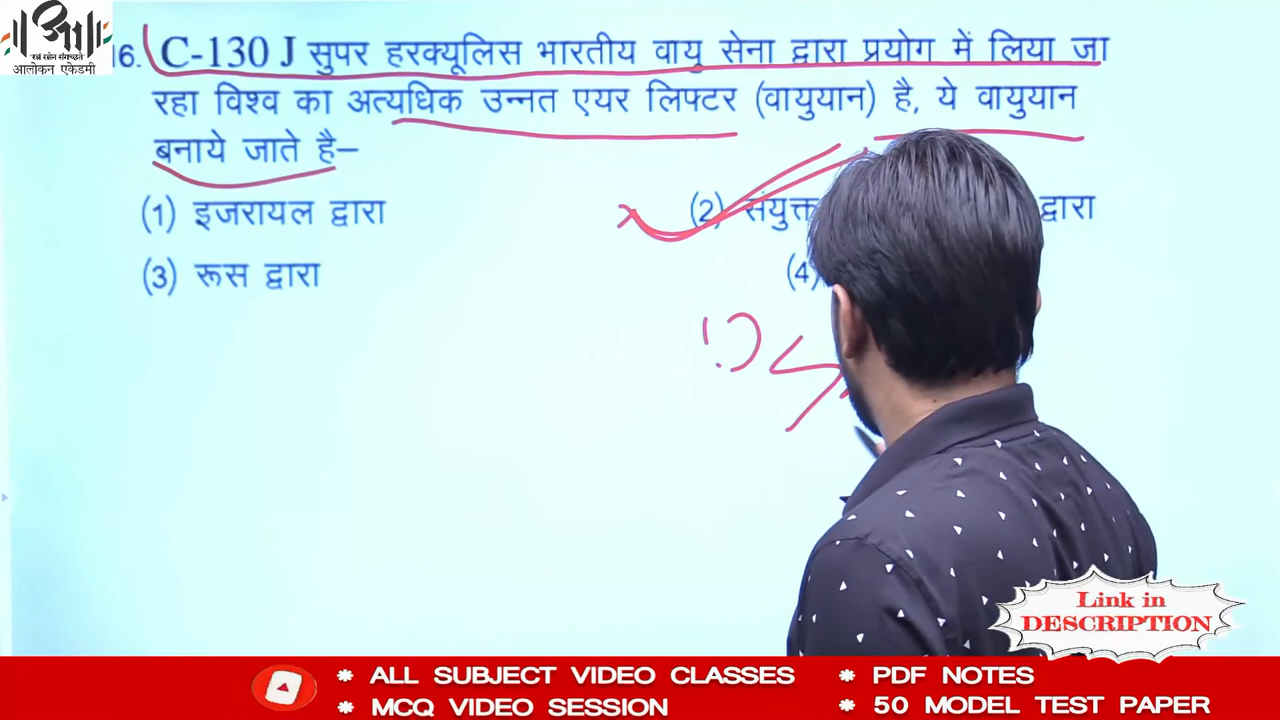 आलोकन एकेडमी
16. C-130 J सुपर हरक्यूलिस भारतीय वायु सेना द्वारा प्रयोग में लिया जा
रहा विश्व का अत्यधिक उन्नत एयर लिफ्टर (वायुयान) है, ये वायुयान
बनाये जाते है–
(1) इजरायल द्वारा
(2) संयुक्त द्वारा
(3) रूस द्वारा
(4)
Link in
DESCRIPTION
* ALL SUBJECT VIDEO CLASSES
* PDF NOTES
* MCQ VIDEO SESSION
* 50 MODEL TEST PAPER